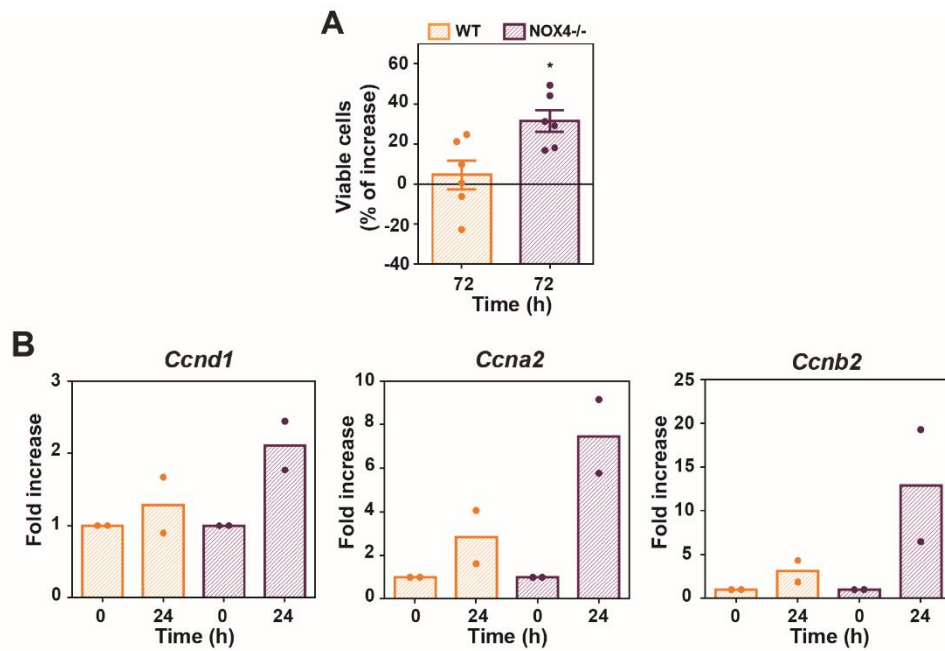 A
WT NOX4-/-
*
Viable cells
(% of increase)
60
40
20
0
-20
-40
72 72
Time (h)
B
Ccnd1
Fold increase
3
2
1
0
0 24 0 24
Time (h)
Ccna2
Fold increase
10
8
6
4
2
0
0 24 0 24
Time (h)
Ccnb2
Fold increase
25
20
15
10
5
0
0 24 0 24
Time (h)